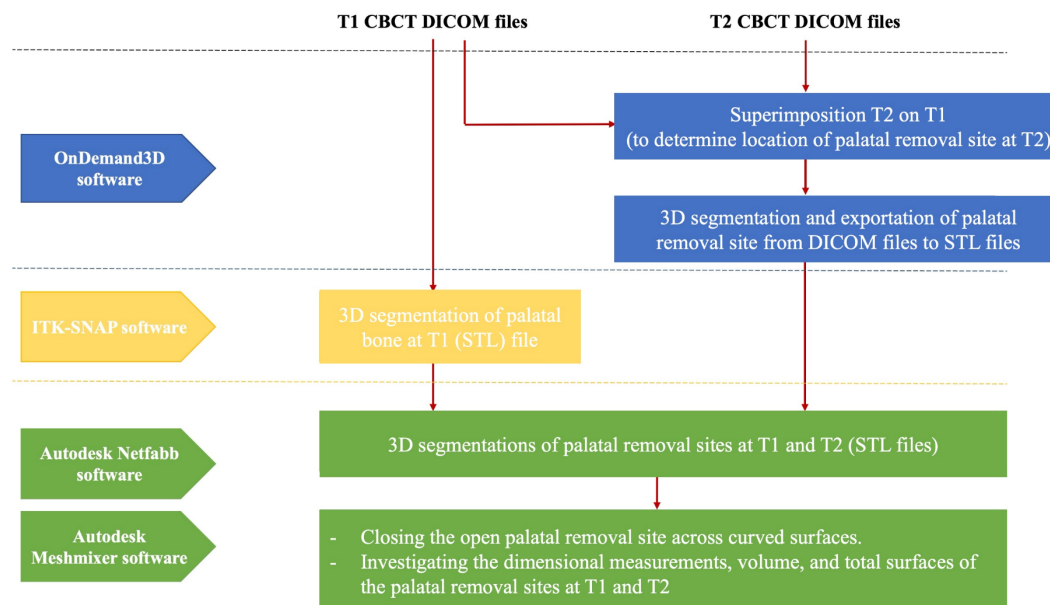 T1 CBCT DICOM files
T2 CBCT DICOM files
Superimposition T2 on T1
(to determine location of palatal removal site at T2)
OnDemand3D
software
3D segmentation and exportation of palatal
removal site from DICOM files to STL files
ITK-SNAP software
3D segmentation of palatal
bone at T1 (STL) file
Autodesk Netfabb
software
3D segmentations of palatal removal sites at T1 and T2 (STL files)
Autodesk
Meshmixer software
- Closing the open palatal removal site across curved surfaces.
- Investigating the dimensional measurements, volume, and total surfaces of
the palatal removal sites at T1 and T2